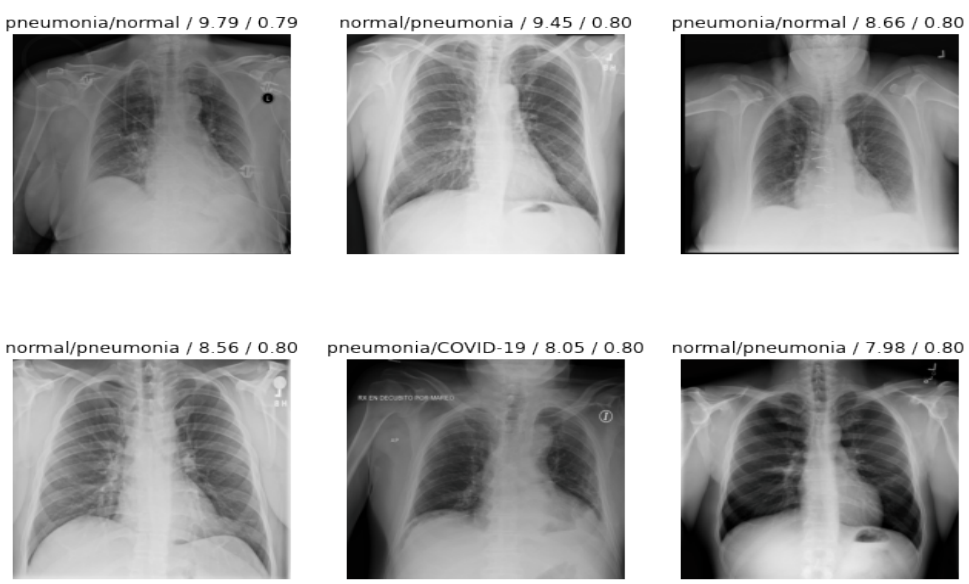 pneumonia/normal / 9.79 / 0.79
normal/pneumonia / 9.45 / 0.80
pneumonia/normal / 8.66 / 0.80
L
L
normal/pneumonia / 8.56 / 0.80
pneumonia/COVID-19 / 8.05 / 0.80
normal/pneumonia / 7.98 / 0.80
RX EN DECUBITO POR MAREO
AP
L